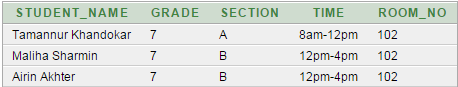 STUDENT_NAME GRADE SECTION TIME ROOM_NO
Tamannur Khandokar 7 A 8am-12pm 102
Maliha Sharmin 7 B 12pm-4pm 102
Airin Akhter 7 B 12pm-4pm 102